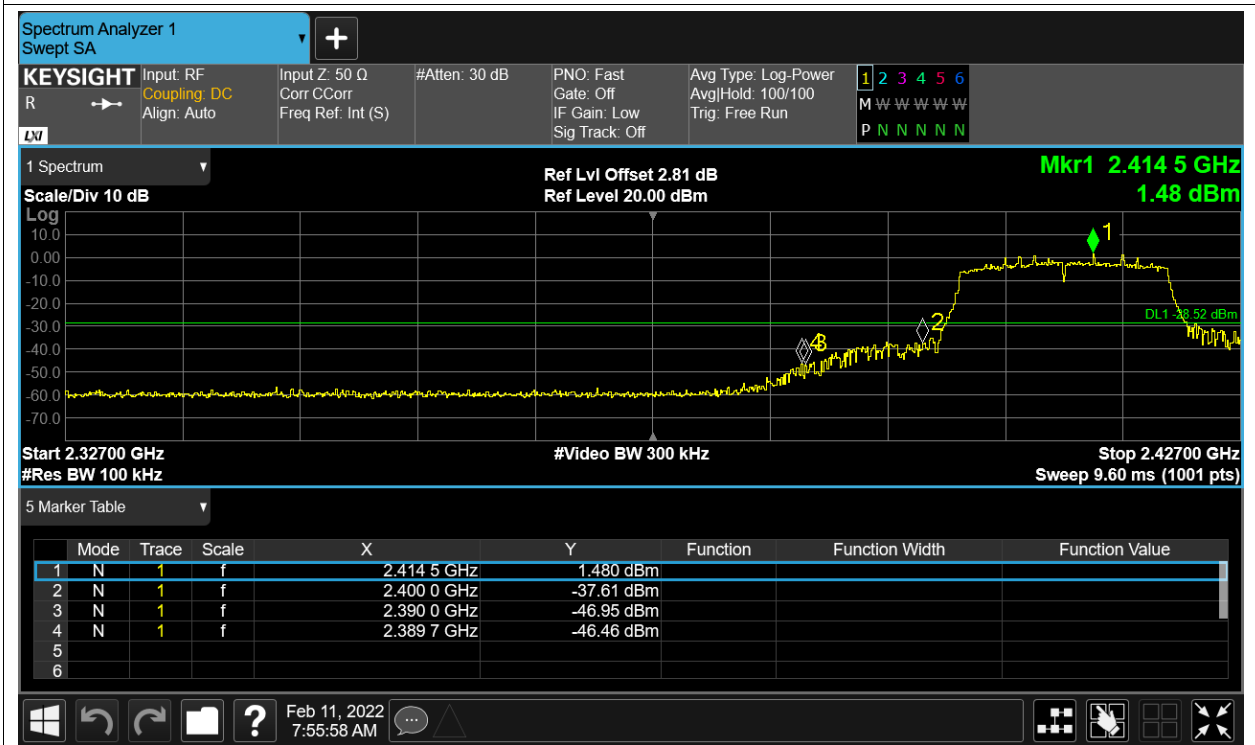 Spectrum Analyzer 1
Swept SA
+
KEYSIGHT Input: RF Input Z: 50 Ω #Atten: 30 dB PNO: Fast Avg Type: Log-Power 1 2 3 4 5 6
R Coupling: DC Corr CCorr Gate: Off Avg|Hold: 100/100 M W W W W W
Align: Auto Freq Ref: Int (S) IF Gain: Low Trig: Free Run
LXI Sig Track: Off P N N N N N
1 Spectrum Ref Lvl Offset 2.81 dB Mkr1 2.414 5 GHz
Scale/Div 10 dB Ref Level 20.00 dBm 1.48 dBm
Log
10.0 1
0.00
-10.0
-20.0
DL1 -28.52 dBm
-30.0 2
-40.0 4 3
-50.0
-60.0
-70.0
Start 2.32700 GHz #Video BW 300 kHz Stop 2.42700 GHz
#Res BW 100 kHz Sweep 9.60 ms (1001 pts)
5 Marker Table
Mode Trace Scale X Y Function Function Width Function Value
1 N 1 f 2.414 5 GHz 1.480 dBm
2 N 1 f 2.400 0 GHz -37.61 dBm
3 N 1 f 2.390 0 GHz -46.95 dBm
4 N 1 f 2.389 7 GHz -46.46 dBm
5
6
? Feb 11, 2022
7:55:58 AM